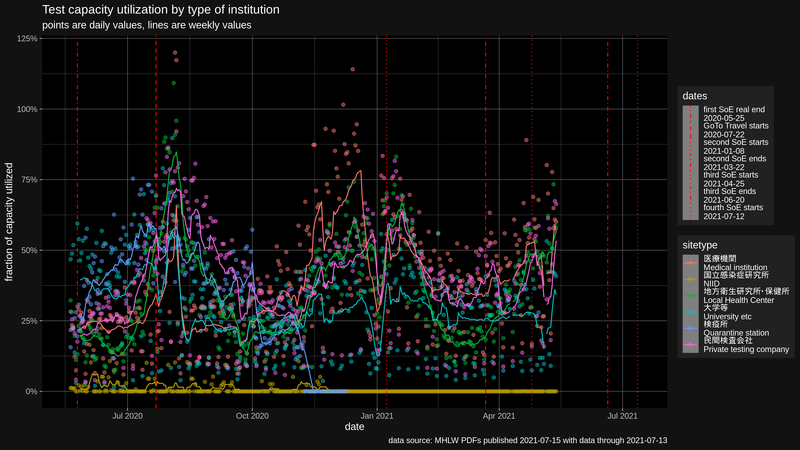 Test capacity utilization by type of institution
points are daily values, lines are weekly values
fraction of capacity utilized
125%
100%
75%
50%
25%
0%
Jul 2020
Oct 2020
Jan 2021
Apr 2021
Jul 2021
date
dates
first SoE real end
2020-05-25
GoTo Travel starts
2020-07-22
second SoE starts
2021-01-08
second SoE ends
2021-03-22
third SoE starts
2021-04-25
third SoE ends
2021-06-20
fourth SoE starts
2021-07-12
sitetype
医療機関
Medical institution
国立感染症研究所
NIID
地方衛生研究所・保健所
Local Health Center
大学等
University etc
検疫所
Quarantine station
民間検査会社
Private testing company
data source: MHLW PDFs published 2021-07-15 with data through 2021-07-13